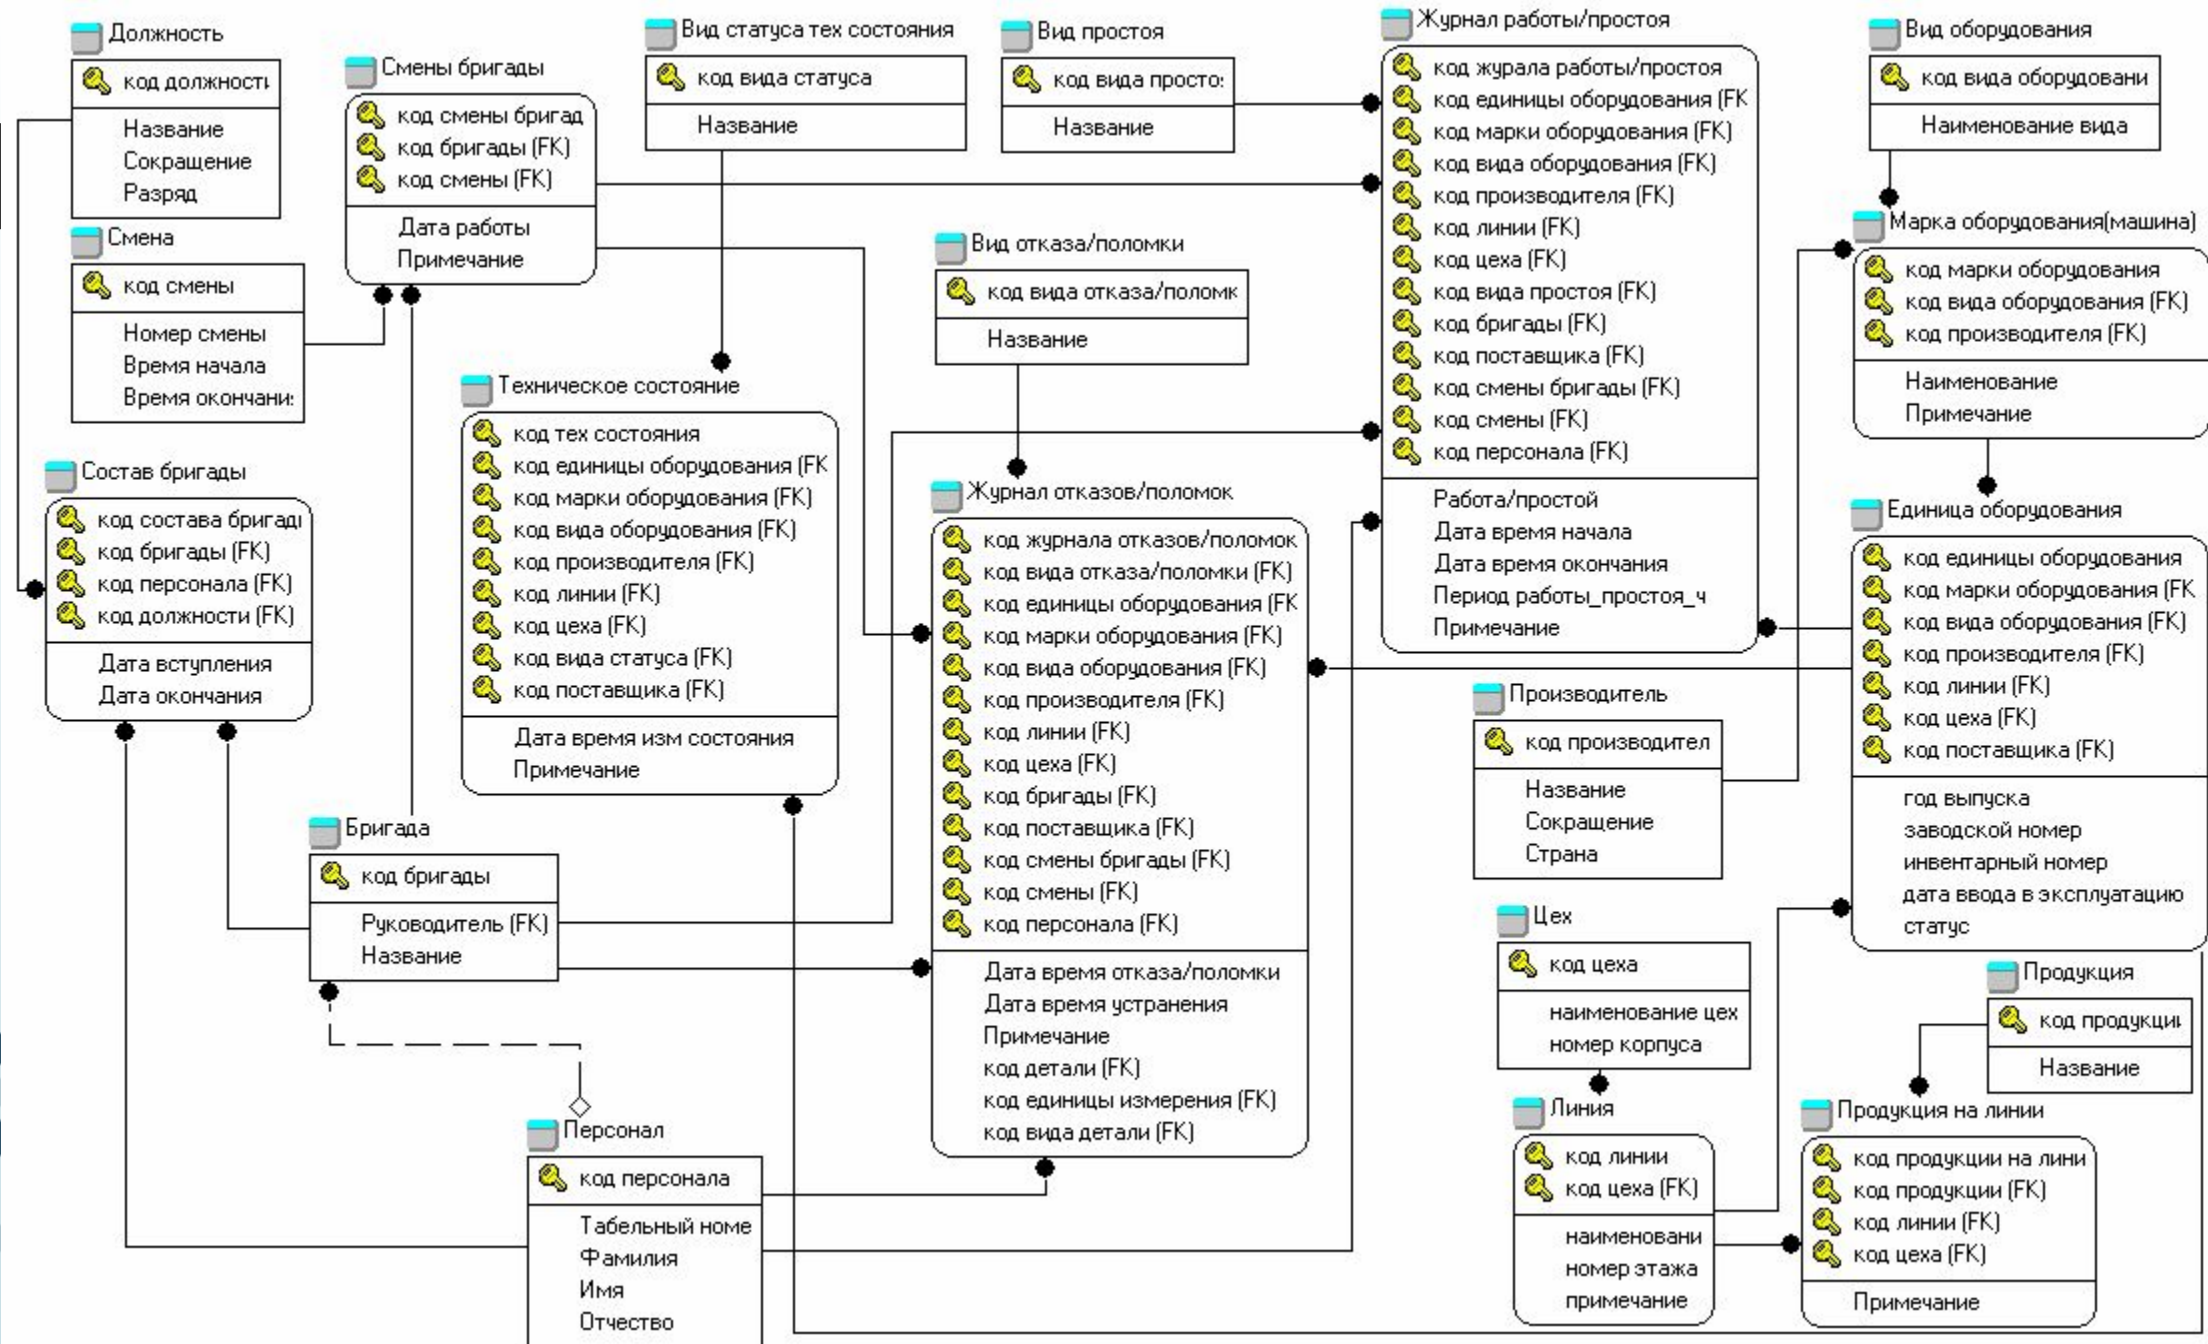 Должность
код должності
Название
Сокращение
Разряд
Смена
код смены
Номер смены
Время начала
Время окончани
Смены бригады
код смены бригад
код бригады (FK)
код смены (FK)
Дата работы
Примечание
Вид статуса тех состояния
код вида статуса
Название
Вид простоя
код вида просто
Название
Журнал работы/простоя
код журала работы/простоя
код единицы оборудования (FK
код марки оборудования (FK)
код вида оборудования (FK)
код производителя (FK)
код линии (FK)
код цеха (FK)
код вида простоя (FK)
код бригады (FK)
код поставщика (FK)
код смены бригады (FK)
код смены (FK)
код персонала (FK)
Работа/простой
Дата время начала
Дата время окончания
Период работы_простоя_ч
Примечание
Вид оборудования
код вида оборудовани
Наименование вида
Марка оборудования(машина)
код марки оборудования
код вида оборудования (FK)
код производителя (FK)
Наименование
Примечание
Вид отказа/поломки
код вида отказа/поломк
Название
Техническое состояние
код тех состояния
код единицы оборудования (FK
код марки оборудования (FK)
код вида оборудования (FK)
код производителя (FK)
код линии (FK)
код цеха (FK)
код вида статуса (FK)
код поставщика (FK)
Дата время изм состояния
Примечание
Состав бригады
код состава бригад
код бригады (FK)
код персонала (FK)
код должности (FK)
Дата вступления
Дата окончания
Журнал отказов/поломок
код журнала отказов/поломок
код вида отказа/поломки (FK)
код единицы оборудования (FK
код марки оборудования (FK)
код вида оборудования (FK)
код производителя (FK)
код линии (FK)
код цеха (FK)
код бригады (FK)
код поставщика (FK)
код смены бригады (FK)
код смены (FK)
код персонала (FK)
Дата время отказа/поломки
Дата время устранения
Примечание
код детали (FK)
код единицы измерения (FK)
код вида детали (FK)
Единица оборудования
код единицы оборудования
код марки оборудования (FK
код вида оборудования (FK)
код производителя (FK)
код линии (FK)
код цеха (FK)
код поставщика (FK)
год выпуска
заводской номер
инвентарный номер
дата ввода в эксплуатацию
статус
Производитель
код производител
Название
Сокращение
Страна
Бригада
код бригады
Руководитель (FK)
Название
Цех
код цеха
наименование цех
номер корпуса
Продукция
код продукци
Название
Линия
код линии
код цеха (FK)
наименовани
номер этажа
примечание
Продукция на линии
код продукции на лини
код продукции (FK)
код линии (FK)
код цеха (FK)
Примечание
Персонал
код персонала
Табельный номе
Фамилия
Имя
Отчество